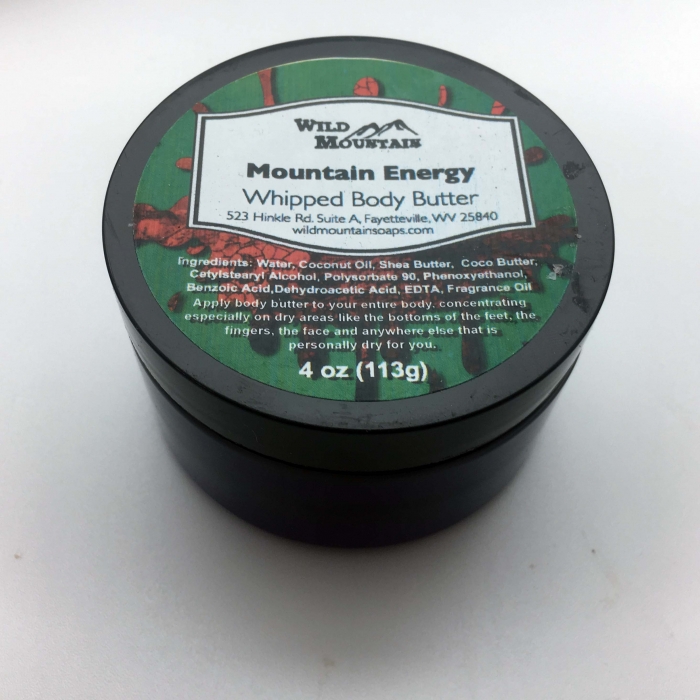 WILD
MOUNTAIN
Mountain Energy
Whipped Body Butter
523 Hinkle Rd. Suite A, Fayetteville, WV 25840
wildmountainsoaps.com
Ingredients: Water, Coconut Oil, Shea Butter, Coco Butter,
Cetylstearyl Alcohol, Polysorbate 90, Phenoxyethanol,
Benzoic Acid,Dehydroacetic Acid, EDTA, Fragrance Oil
Apply body butter to your entire body, concentrating
especially on dry areas like the bottoms of the feet, the
fingers, the face and anywhere else that is
personally dry for you.
4 oz (113g)